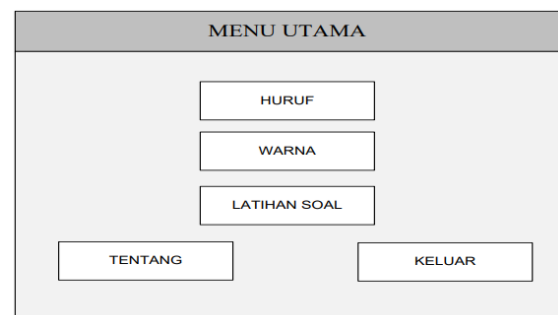 MENU UTAMA
HURUF
WARNA
LATIHAN SOAL
TENTANG
KELUAR